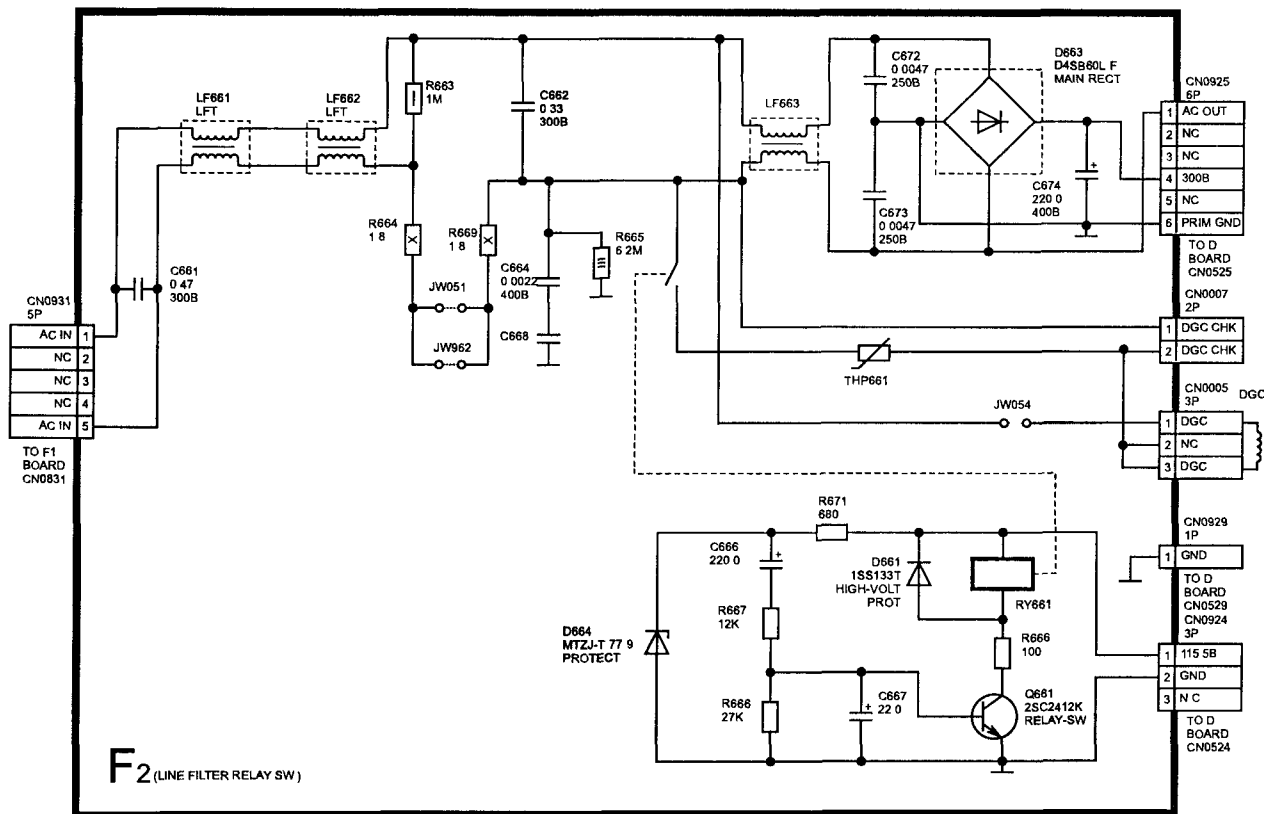 D663
D4SB60L F
MAIN RECT
C672
0 0047
250B
CN0925
6P
R663
1M
C662
0 33
300B
LF661
LFT
LF662
LFT
LF663
1 AC OUT
2 NC
3 NC
4 300B
5 NC
6 PRIM GND
C674
220 0
400B
C673
0 0047
250B
R664
1 8
R669
1 8
R665
6 2M
C664
0 0022
400B
TO D
BOARD
CN0525
C661
0 47
300B
JW051
CN0931
5P
CN0007
2P
AC IN 1
NC 2
NC 3
NC 4
AC IN 5
JW962
C668
1 DGC CHK
2 DGC CHK
THP661
CN0005
3P
DGC
JW054
1 DGC
2 NC
3 DGC
TO F1
BOARD
CN0831
R671
680
CN0929
1P
C666
220 0
D661
1SS133T
HIGH-VOLT
PROT
1 GND
RY661
TO D
BOARD
CN0529
CN0924
3P
R667
12K
D664
MTZJ-T 77 9
PROTECT
R666
100
1 115 5B
2 GND
3 N C
R666
27K
C667
22 0
Q661
2SC2412K
RELAY-SW
TO D
BOARD
CN0524
F2 (LINE FILTER RELAY SW)